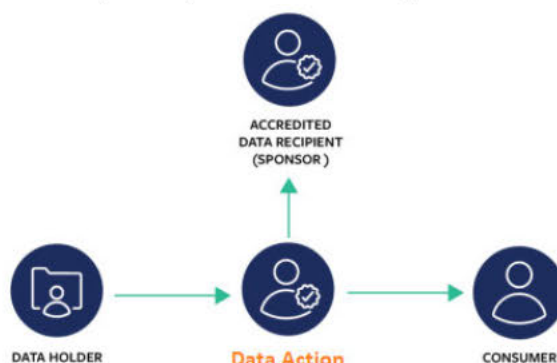 ACCREDITED
DATA RECIPIENT
(SPONSOR )
DATA HOLDER
Data Action
CONSUMER